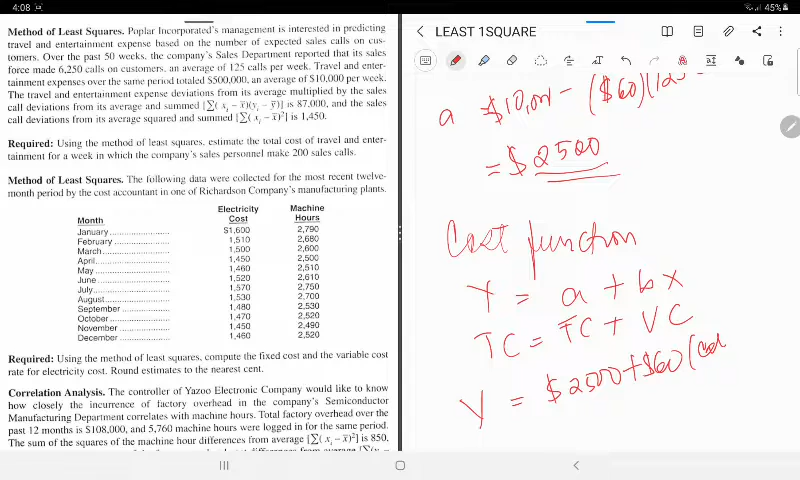 4:08
45%
Method of Least Squares. Poplar Incorporated's management is interested in predicting
travel and entertainment expense based on the number of expected sales calls on cus-
tomers. Over the past 50 weeks, the company's Sales Department reported that its sales
force made 6,250 calls on customers, an average of 125 calls per week. Travel and enter-
tainment expenses over the same period totaled $500,000, an average of $10,000 per week.
The travel and entertainment expense deviations from its average multiplied by the sales
call deviations from its average and summed [∑(xᵢ − x̅)(yᵢ − y̅)] is 87,000, and the sales
call deviations from its average squared and summed [∑(xᵢ − x̅)²] is 1,450.
Required: Using the method of least squares, estimate the total cost of travel and enter-
tainment for a week in which the company's sales personnel make 200 sales calls.
Method of Least Squares. The following data were collected for the most recent twelve-
month period by the cost accountant in one of Richardson Company's manufacturing plants.
Electricity Machine
Month Cost Hours
January $1,600 2,790
February 1,510 2,680
March 1,500 2,600
April 1,450 2,500
May 1,460 2,510
June 1,520 2,610
July 1,570 2,750
August 1,530 2,700
September 1,480 2,530
October 1,470 2,520
November 1,450 2,490
December 1,460 2,520
Required: Using the method of least squares, compute the fixed cost and the variable cost
rate for electricity cost. Round estimates to the nearest cent.
Correlation Analysis. The controller of Yazoo Electronic Company would like to know
how closely the incurrence of factory overhead in the company's Semiconductor
Manufacturing Department correlates with machine hours. Total factory overhead over the
past 12 months is $108,000, and 5,760 machine hours were logged in for the same period.
The sum of the squares of the machine hour differences from average [∑(xᵢ − x̅)²] is 850,
LEAST 1SQUARE
a $10,000 − ($60)(125
= $2500
Cost function
Y = a + bx
TC = FC + VC
Y = $2500 + $60 (